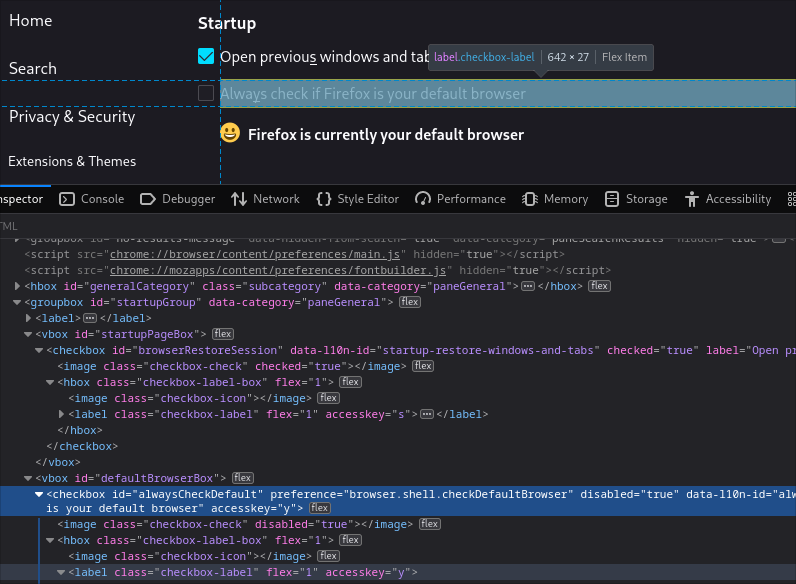 Home
Startup
Open previous windows and tab
label.checkbox-label | 642 × 27 | Flex Item
Search
Always check if Firefox is your default browser
Privacy & Security
😀 Firefox is currently your default browser
Extensions & Themes
nspector Console Debugger Network {} Style Editor Performance Memory Storage Accessibility
TML
<groupbox id="no-results-message" data-hidden-from-search="true" data-category="paneSearchResults" hidden="true">
<script src="chrome://browser/content/preferences/main.js" hidden="true"></script>
<script src="chrome://mozapps/content/preferences/fontbuilder.js" hidden="true"></script>
<hbox id="generalCategory" class="subcategory" data-category="paneGeneral"></hbox> flex
<groupbox id="startupGroup" data-category="paneGeneral"> flex
<label></label>
<vbox id="startupPageBox"> flex
<checkbox id="browserRestoreSession" data-l10n-id="startup-restore-windows-and-tabs" checked="true" label="Open pr
<image class="checkbox-check" checked="true"></image> flex
<hbox class="checkbox-label-box" flex="1"> flex
<image class="checkbox-icon"></image> flex
<label class="checkbox-label" flex="1" accesskey="s"></label>
</hbox>
</checkbox>
</vbox>
<vbox id="defaultBrowserBox"> flex
<checkbox id="alwaysCheckDefault" preference="browser.shell.checkDefaultBrowser" disabled="true" data-l10n-id="alw
is your default browser" accesskey="y"> flex
<image class="checkbox-check" disabled="true"></image> flex
<hbox class="checkbox-label-box" flex="1"> flex
<image class="checkbox-icon"></image> flex
<label class="checkbox-label" flex="1" accesskey="y">